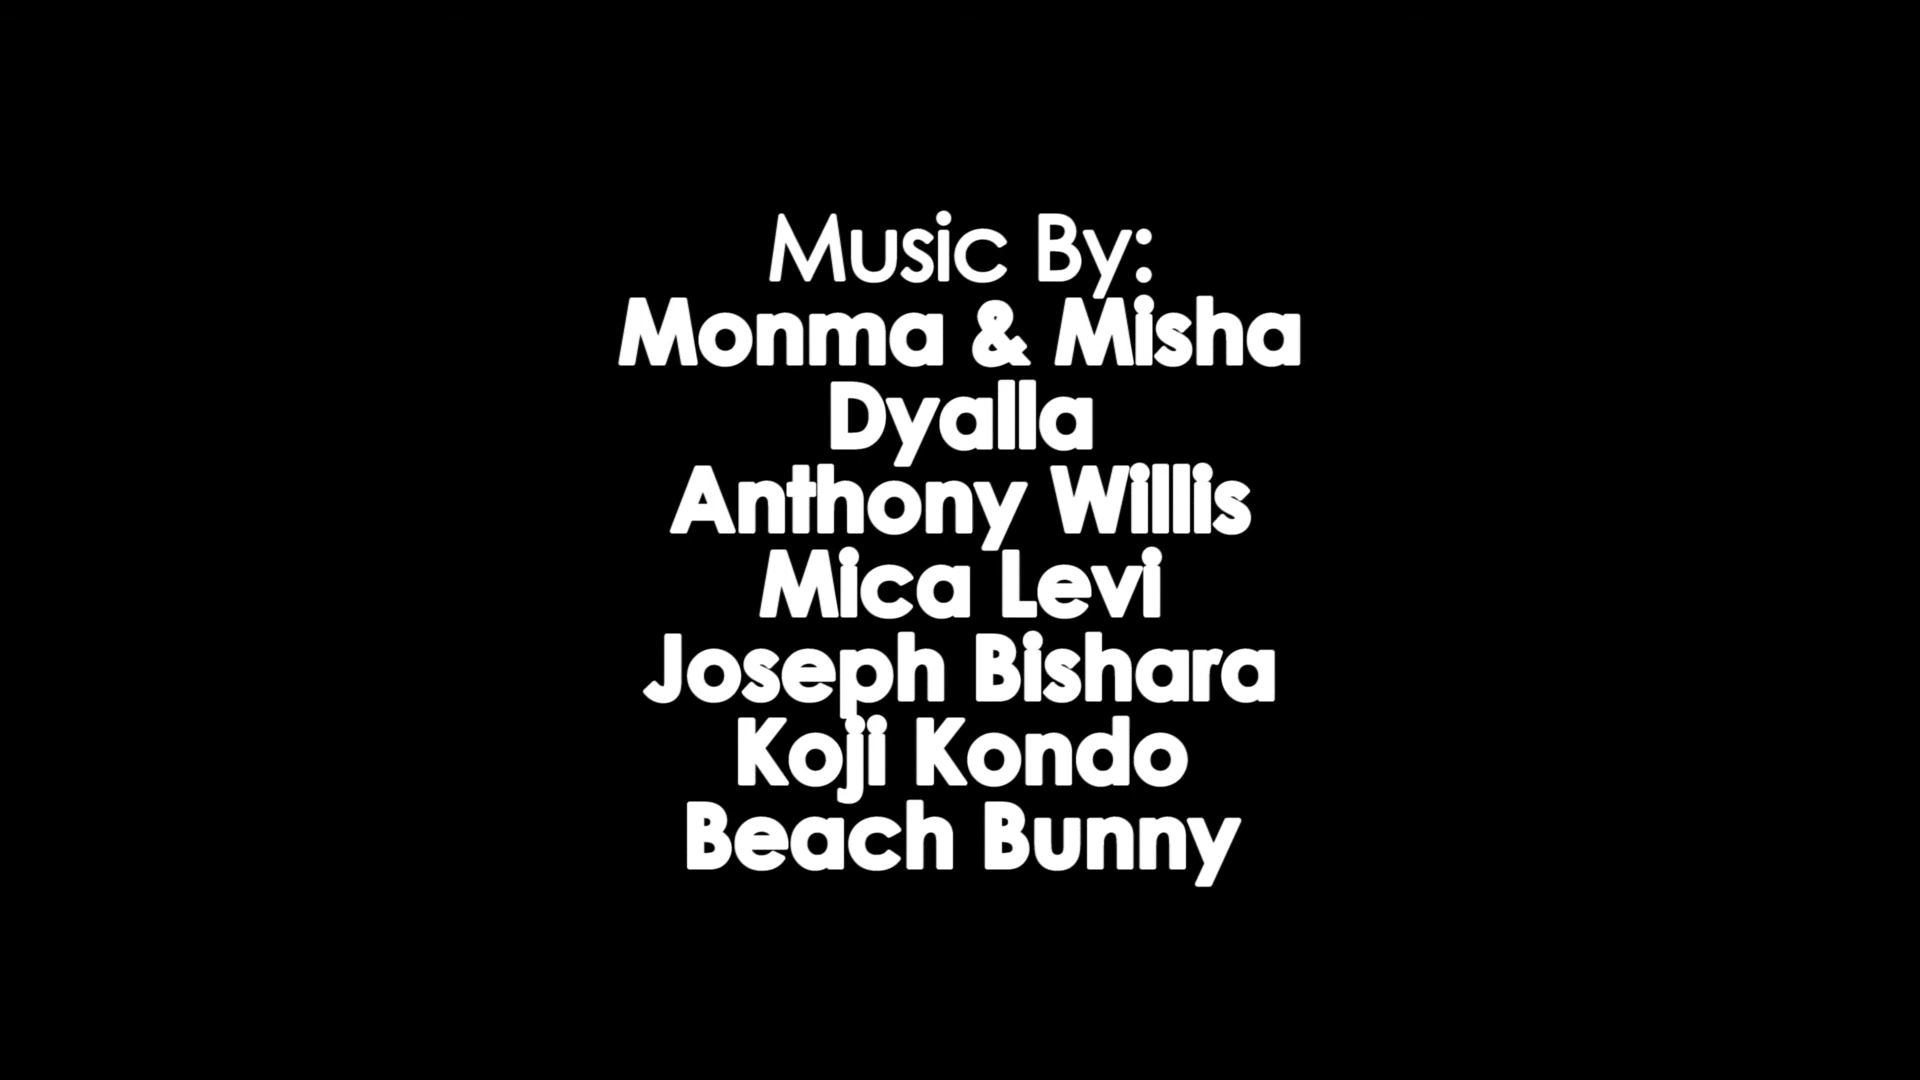 Music By:
Monma & Misha
Dyalla
Anthony Willis
Mica Levi
Joseph Bishara
Koji Kondo
Beach Bunny